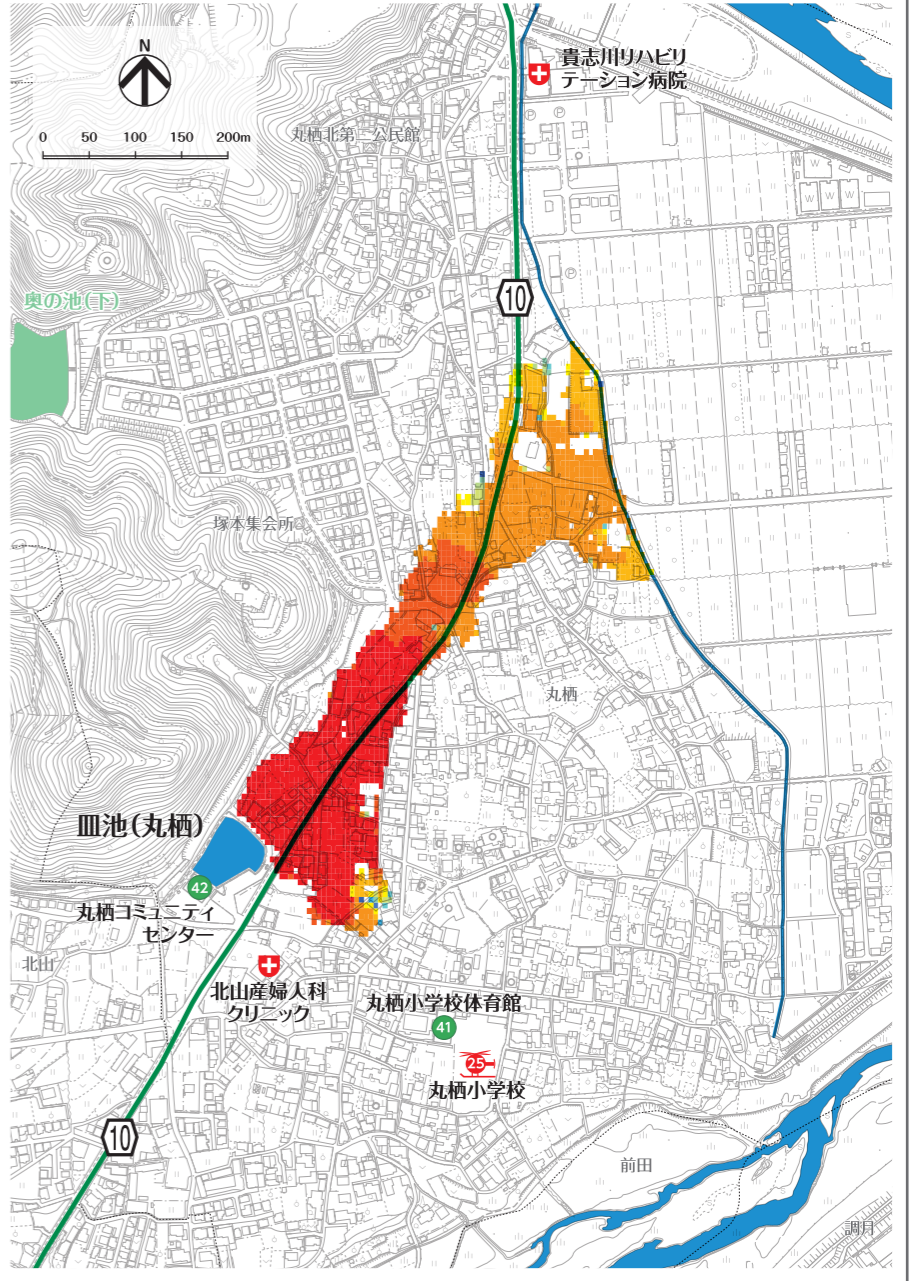 N
0 50 100 150 200m
貴志川リハビリ
テーション病院
丸栖北第二公民館
P
W
W
W
W
P
10
奥の池(下)
W
塚本集会所
丸栖
W
皿池(丸栖)
42
丸栖コミュニティ
センター
北山
北山産婦人科
クリニック
丸栖小学校体育館
41
25
丸栖小学校
10
前田
調月